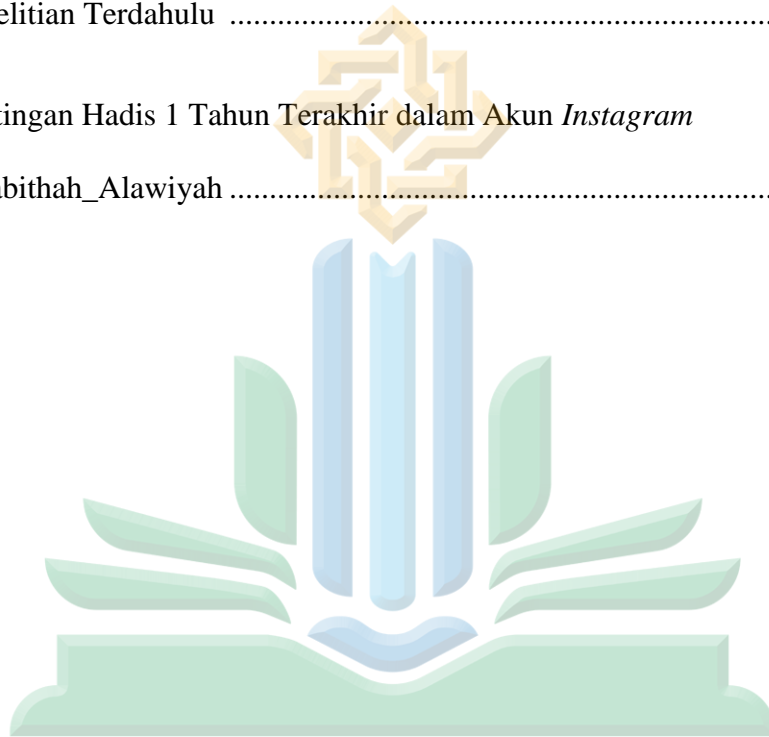 elitian Terdahulu ....................................................................
tingan Hadis 1 Tahun Terakhir dalam Akun Instagram
abithah_Alawiyah ....................................................................